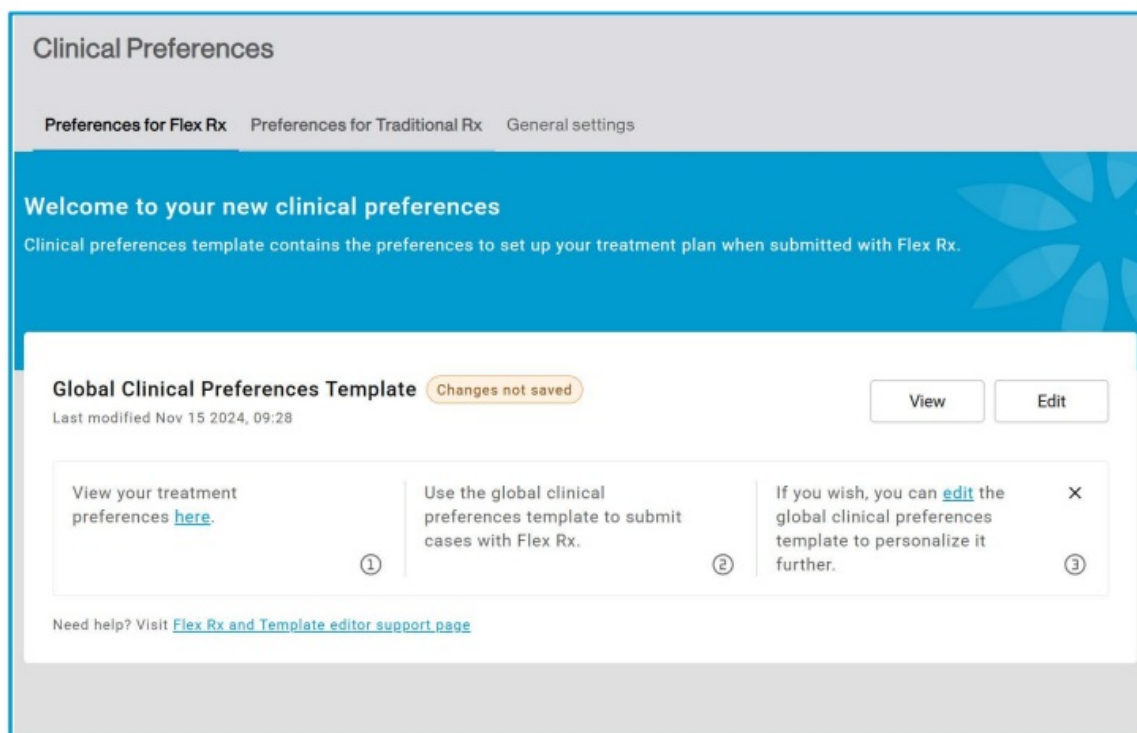 Clinical Preferences
Preferences for Flex Rx Preferences for Traditional Rx General settings
Welcome to your new clinical preferences
Clinical preferences template contains the preferences to set up your treatment plan when submitted with Flex Rx.
Global Clinical Preferences Template Changes not saved
Last modified Nov 15 2024, 09:28
View Edit
View your treatment
preferences here.
①
Use the global clinical
preferences template to submit
cases with Flex Rx.
②
If you wish, you can edit the
global clinical preferences
template to personalize it
further.
③
Need help? Visit Flex Rx and Template editor support page